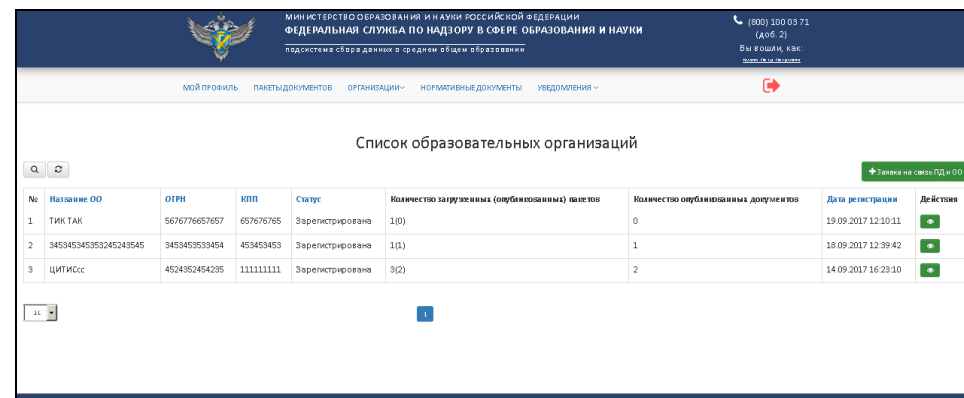 МИНИСТЕРСТВО ОБРАЗОВАНИЯ И НАУКИ РОССИЙСКОЙ ФЕДЕРАЦИИ
ФЕДЕРАЛЬНАЯ СЛУЖБА ПО НАДЗОРУ В СФЕРЕ ОБРАЗОВАНИЯ И НАУКИ
подсистема сбора данных о среднем общем образовании
(800) 100 03 71
(доб. 2)
Вы вошли, как:
МОЙ ПРОФИЛЬ ПАКЕТЫ ДОКУМЕНТОВ ОРГАНИЗАЦИИ НОРМАТИВНЫЕ ДОКУМЕНТЫ УВЕДОМЛЕНИЯ
Список образовательных организаций
+Заявка на связь ПД и ОО
№ Название ОО ОГРН КПП Статус Количество загруженных (опубликованных) пакетов Количество опубликованных документов Дата регистрации Действия
1 ТИК ТАК 5676776657657 657676765 Зарегистрирована 1(0) 0 19.09.2017 12:10:11
2 345345345353245243545 3453453533454 453453453 Зарегистрирована 1(1) 1 18.09.2017 12:39:42
3 ЦИТИСсс 4524352454235 111111111 Зарегистрирована 3(2) 2 14.09.2017 16:23:10
1